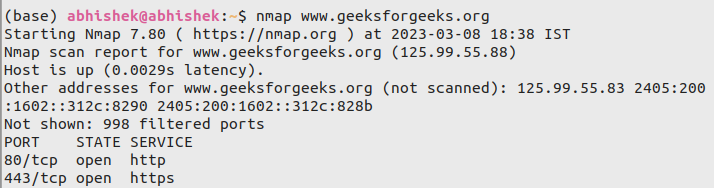 (base) abhishek@abhishek:~$ nmap www.geeksforgeeks.org
Starting Nmap 7.80 ( https://nmap.org ) at 2023-03-08 18:38 IST
Nmap scan report for www.geeksforgeeks.org (125.99.55.88)
Host is up (0.0029s latency).
Other addresses for www.geeksforgeeks.org (not scanned): 125.99.55.83 2405:200
:1602::312c:8290 2405:200:1602::312c:828b
Not shown: 998 filtered ports
PORT    STATE SERVICE
80/tcp  open  http
443/tcp open  https